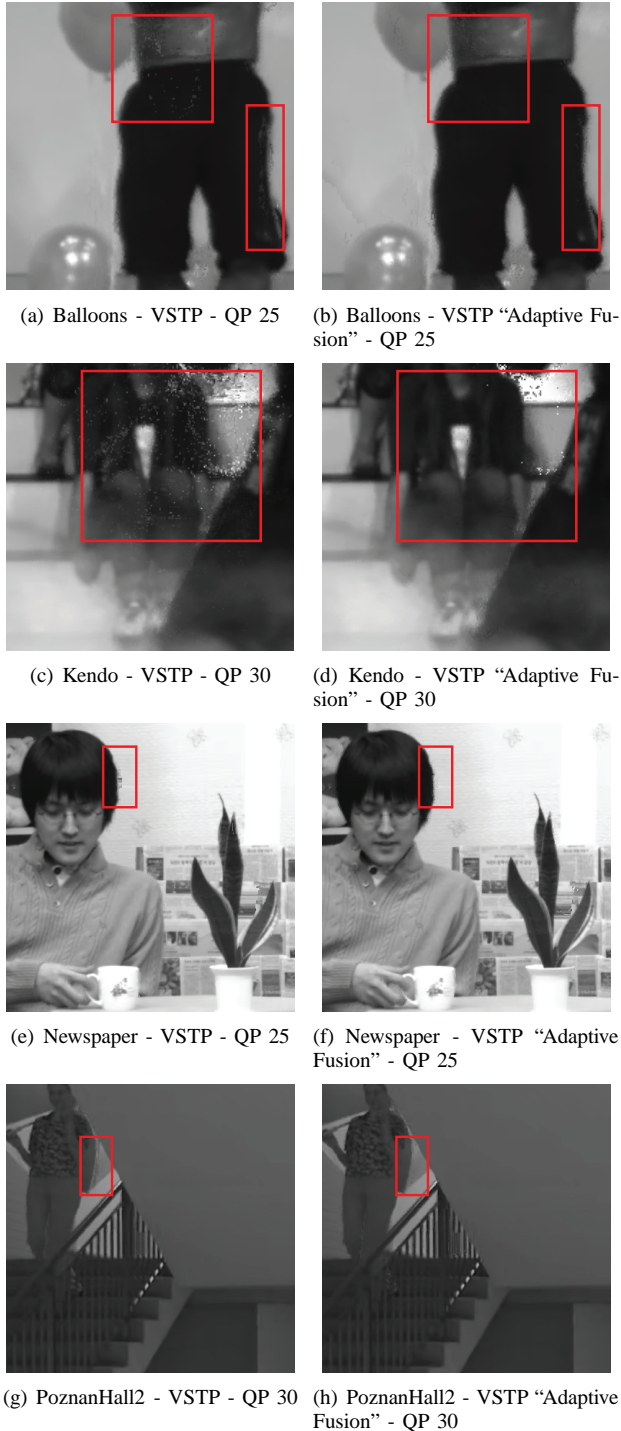 (a) Balloons - VSTP - QP 25
(b) Balloons - VSTP “Adaptive Fu-
sion” - QP 25
(c) Kendo - VSTP - QP 30
(d) Kendo - VSTP “Adaptive Fu-
sion” - QP 30
(e) Newspaper - VSTP - QP 25
(f) Newspaper - VSTP “Adaptive
Fusion” - QP 25
(g) PoznanHall2 - VSTP - QP 30
(h) PoznanHall2 - VSTP “Adaptive
Fusion” - QP 30